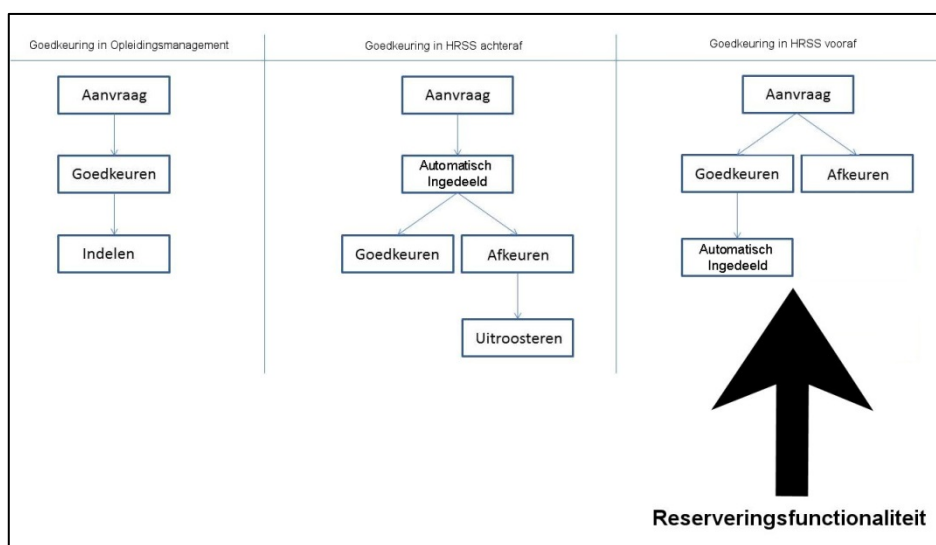 Goedkeuring in Opleidingsmanagement
Aanvraag
Goedkeuren
Indelen
Goedkeuring in HRSS achteraf
Aanvraag
Automatisch
Ingedeeld
Goedkeuren
Afkeuren
Uitroosteren
Goedkeuring in HRSS vooraf
Aanvraag
Goedkeuren
Afkeuren
Automatisch
Ingedeeld
Reserveringsfunctionaliteit